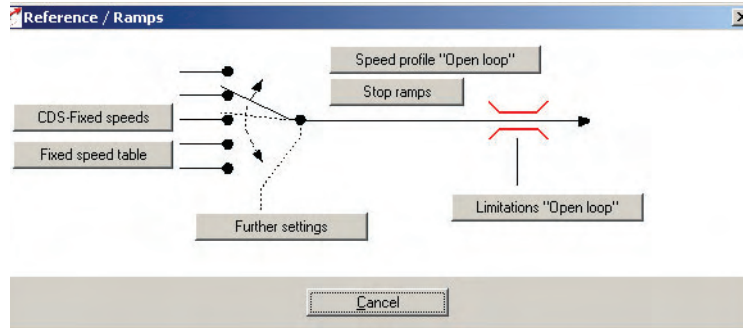 Reference / Ramps
Speed profile "Open loop"
Stop ramps
CDS-Fixed speeds
Fixed speed table
Limitations "Open loop"
Further settings
Cancel